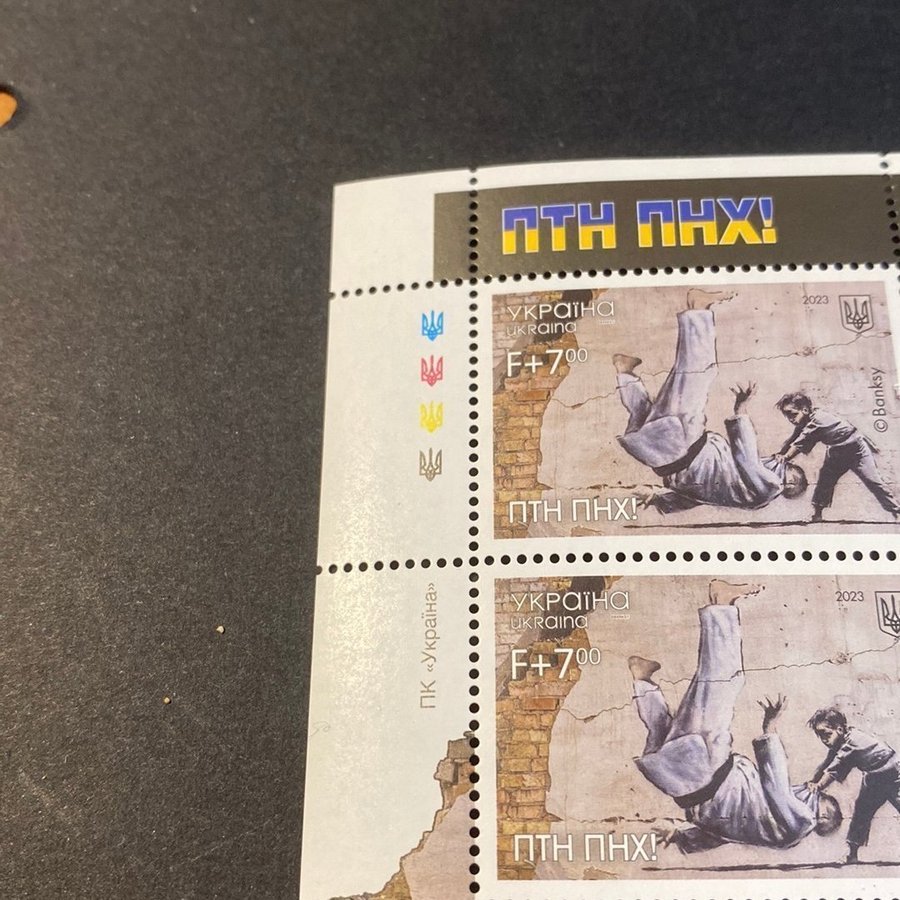 ПТН ПНХ!
УКРАЇНА
UKRAINA
2023
F+7⁰⁰
©Banksy
ПТН ПНХ!
ПК «Україна»
УКРАЇНА
UKRAINA
2023
F+7⁰⁰
ПТН ПНХ!